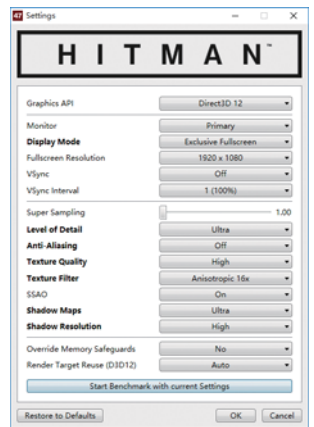 47 Settings
HITMAN™
Graphics API Direct3D 12
Monitor Primary
Display Mode Exclusive Fullscreen
Fullscreen Resolution 1920 x 1080
VSync Off
VSync Interval 1 (100%)
Super Sampling 1.00
Level of Detail Ultra
Anti-Aliasing Off
Texture Quality High
Texture Filter Anisotropic 16x
SSAO On
Shadow Maps Ultra
Shadow Resolution High
Override Memory Safeguards No
Render Target Reuse (D3D12) Auto
Start Benchmark with current Settings
Restore to Defaults OK Cancel